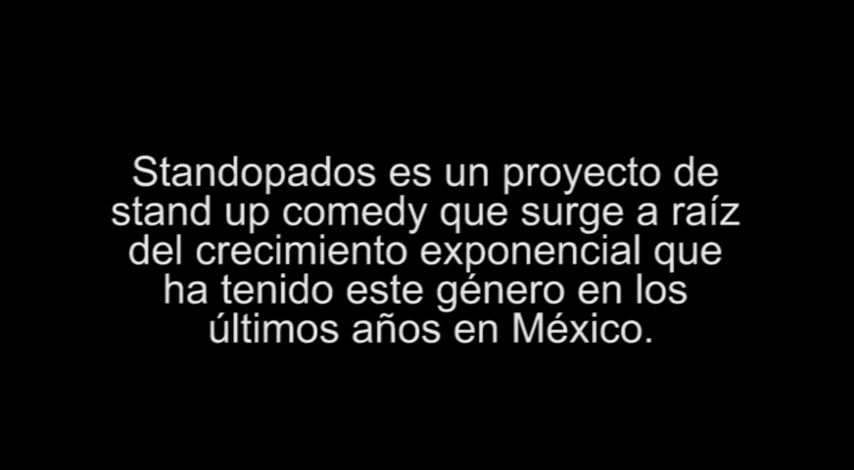 Standopados es un proyecto de
stand up comedy que surge a raíz
del crecimiento exponencial que
ha tenido este género en los
últimos años en México.